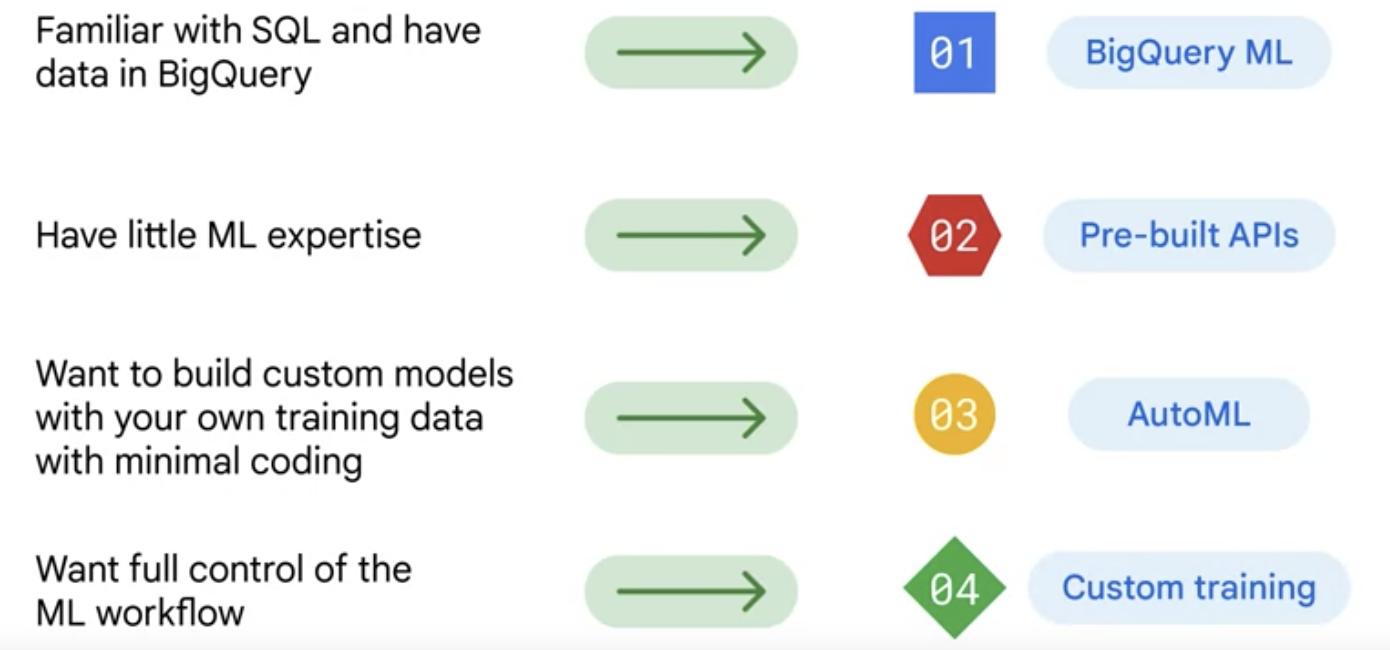 Familiar with SQL and have
data in BigQuery
01
BigQuery ML
Have little ML expertise
02
Pre-built APIs
Want to build custom models
with your own training data
with minimal coding
03
AutoML
Want full control of the
ML workflow
04
Custom training